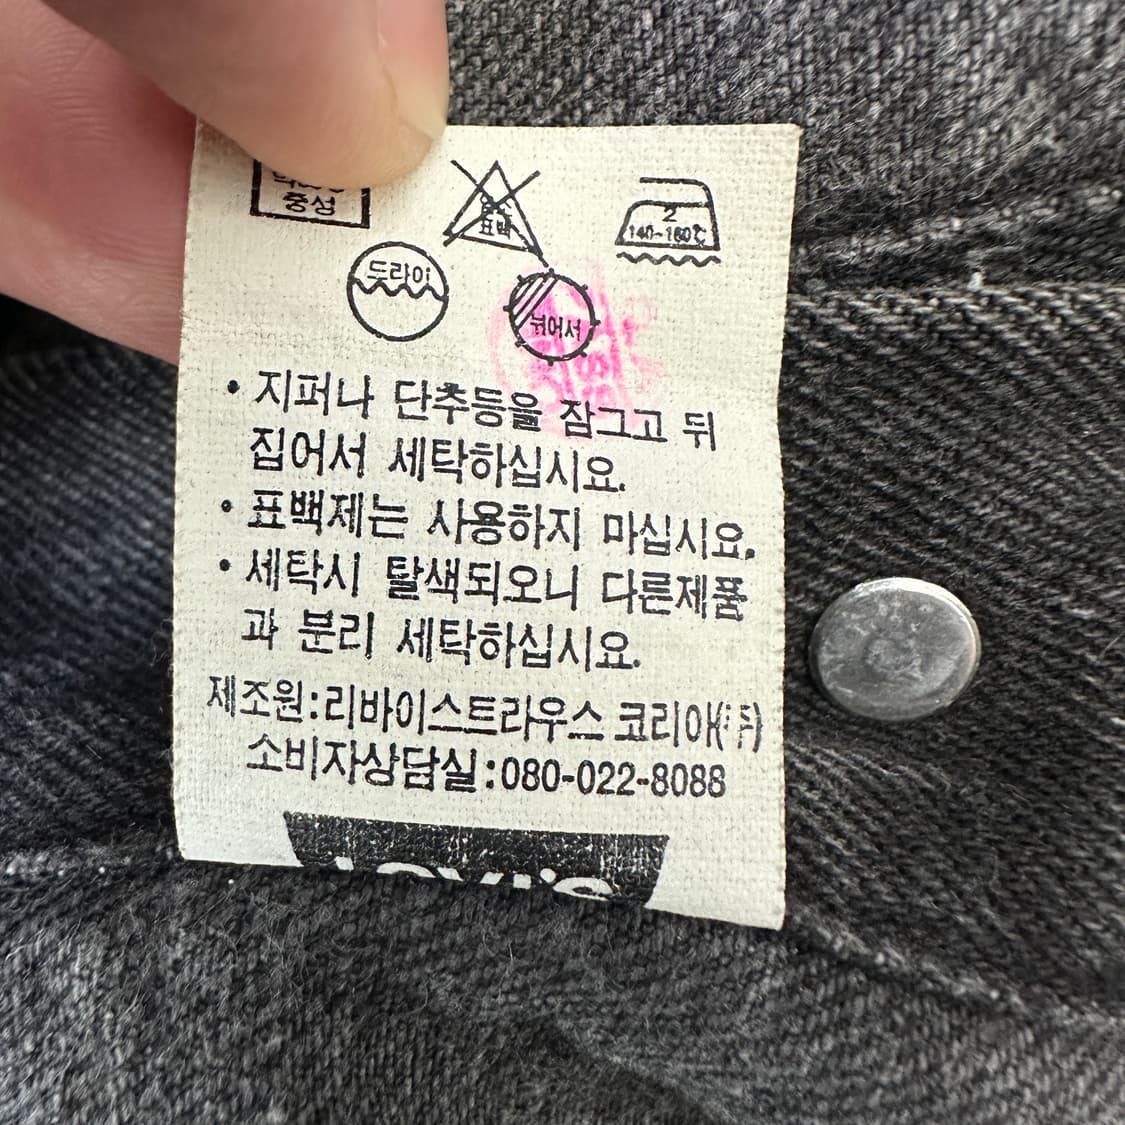 중성
염소
표백
2
140~160℃
드라이
뉘어서
• 지퍼나 단추등을 잠그고 뒤
집어서 세탁하십시요.
• 표백제는 사용하지 마십시요.
• 세탁시 탈색되오니 다른제품
과 분리 세탁하십시요.
제조원:리바이스트라우스 코리아(주)
소비자상담실:080-022-8088
Levi's